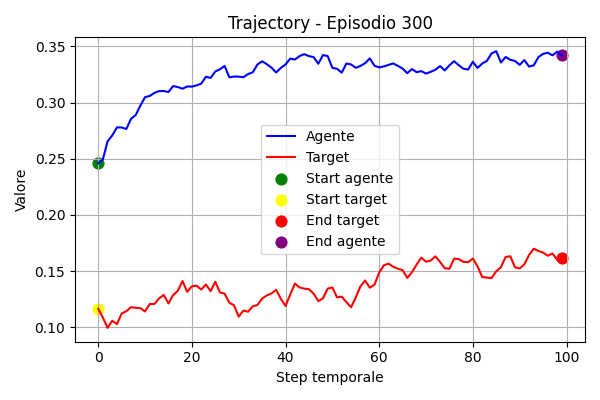 Trajectory - Episodio 300
Valore
0.35
0.30
0.25
0.20
0.15
0.10
Agente
Target
Start agente
Start target
End target
End agente
0 20 40 60 80 100
Step temporale